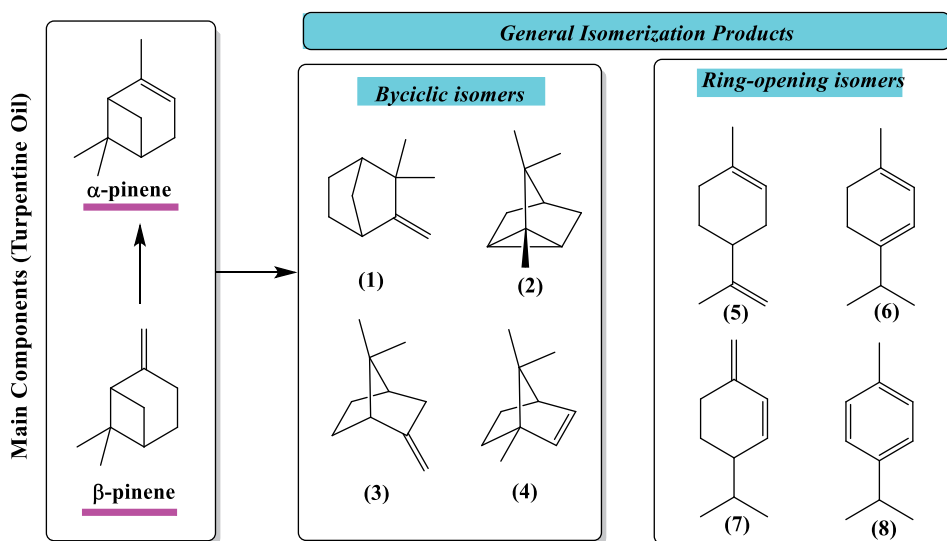 Main Components (Turpentine Oil)
α-pinene
β-pinene
General Isomerization Products
Byciclic isomers
(1)
(2)
(3)
(4)
Ring-opening isomers
(5)
(6)
(7)
(8)